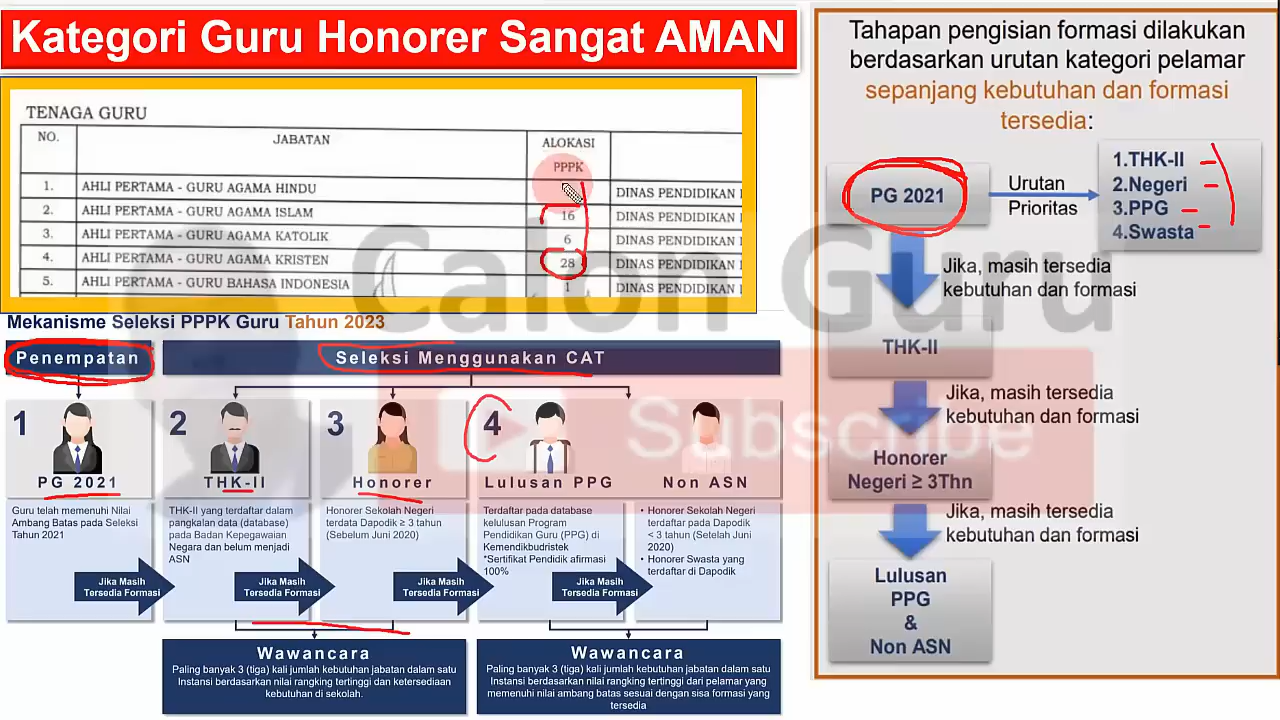 Kategori Guru Honorer Sangat AMAN
TENAGA GURU
NO.
JABATAN
ALOKASI
PPPK
1.
AHLI PERTAMA - GURU AGAMA HINDU
DINAS PENDIDIKAN
2.
AHLI PERTAMA - GURU AGAMA ISLAM
16
DINAS PENDIDIKAN
3.
AHLI PERTAMA - GURU AGAMA KATOLIK
6
DINAS PENDIDIKAN
4.
AHLI PERTAMA - GURU AGAMA KRISTEN
28
DINAS PENDIDIKAN
5.
AHLI PERTAMA - GURU BAHASA INDONESIA
1
DINAS PENDIDIKAN
Calon Guru
Subscribe
Mekanisme Seleksi PPPK Guru Tahun 2023
Penempatan
Seleksi Menggunakan CAT
1
PG 2021
Guru telah memenuhi Nilai
Ambang Batas pada Seleksi
Tahun 2021
Jika Masih
Tersedia Formasi
2
THK-II
THK-II yang terdaftar dalam
pangkalan data (database)
pada Badan Kepegawaian
Negara dan belum menjadi
ASN
Jika Masih
Tersedia Formasi
3
Honorer
Honorer Sekolah Negeri
terdata Dapodik ≥ 3 tahun
(Sebelum Juni 2020)
Jika Masih
Tersedia Formasi
4
Lulusan PPG
Terdaftar pada database
kelulusan Program
Pendidikan Guru (PPG) di
Kemendikbudristek
*Sertifikat Pendidik afirmasi
100%
Jika Masih
Tersedia Formasi
Non ASN
• Honorer Sekolah Negeri
terdaftar pada Dapodik
< 3 tahun (Setelah Juni
2020)
• Honorer Swasta yang
terdaftar di Dapodik
Wawancara
Paling banyak 3 (tiga) kali jumlah kebutuhan jabatan dalam satu
Instansi berdasarkan nilai rangking tertinggi dan ketersediaan
kebutuhan di sekolah.
Wawancara
Paling banyak 3 (tiga) kali jumlah kebutuhan jabatan dalam satu
Instansi berdasarkan nilai rangking tertinggi dari pelamar yang
memenuhi nilai ambang batas sesuai dengan sisa formasi yang
tersedia
Tahapan pengisian formasi dilakukan
berdasarkan urutan kategori pelamar
sepanjang kebutuhan dan formasi
tersedia:
PG 2021
Urutan
Prioritas
1.THK-II
2.Negeri
3.PPG
4.Swasta
Jika, masih tersedia
kebutuhan dan formasi
THK-II
Jika, masih tersedia
kebutuhan dan formasi
Honorer
Negeri ≥ 3Thn
Jika, masih tersedia
kebutuhan dan formasi
Lulusan
PPG
&
Non ASN